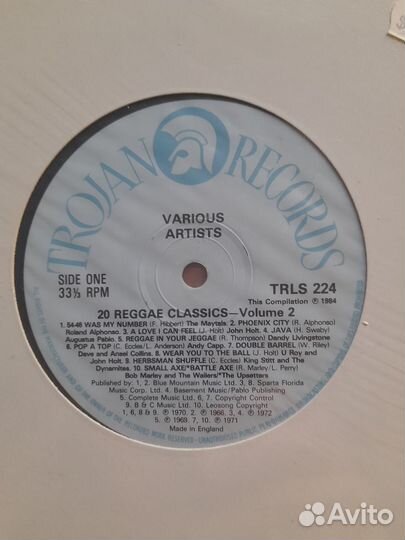 TROJAN RECORDS
VARIOUS
ARTISTS
SIDE ONE
33⅓ RPM
TRLS 224
This Compilation ℗ 1984
20 REGGAE CLASSICS—Volume 2
1. 54-46 WAS MY NUMBER (F. Hibbert) The Maytals 2. PHOENIX CITY (R. Alphonso)
Roland Alphonso. 3. A LOVE I CAN FEEL (J. Holt) John Holt. 4. JAVA (H. Swaby)
Augustus Pablo. 5. REGGAE IN YOUR JEGGAE (R. Thompson) Dandy Livingstone
6. POP A TOP (C. Eccles/L. Anderson) Andy Capp. 7. DOUBLE BARREL (W. Riley)
Dave and Ansel Collins. 8. WEAR YOU TO THE BALL (J. Holt) U Roy and
John Holt. 9. HERBSMAN SHUFFLE (C. Eccles) King Stitt and The
Dynamites. 10. SMALL AXE/*BATTLE AXE (R. Marley/L. Perry)
Bob Marley and The Wailers/*The Upsetters
Published by: 1, 2. Blue Mountain Music Ltd. 3, 8. Sparta Florida
Music Corp. Ltd. 4. Basement Music/Pablo Publishing
5. Complete Music Ltd. 6, 7. Copyright Control
9. B & C Music Ltd. 10. Leosong Copyright
1, 6, 8 & 9. ℗ 1970. 2. ℗ 1966. 3, 4. ℗ 1972
5. ℗ 1969. 7, 10. ℗ 1971
Made in England
Avito